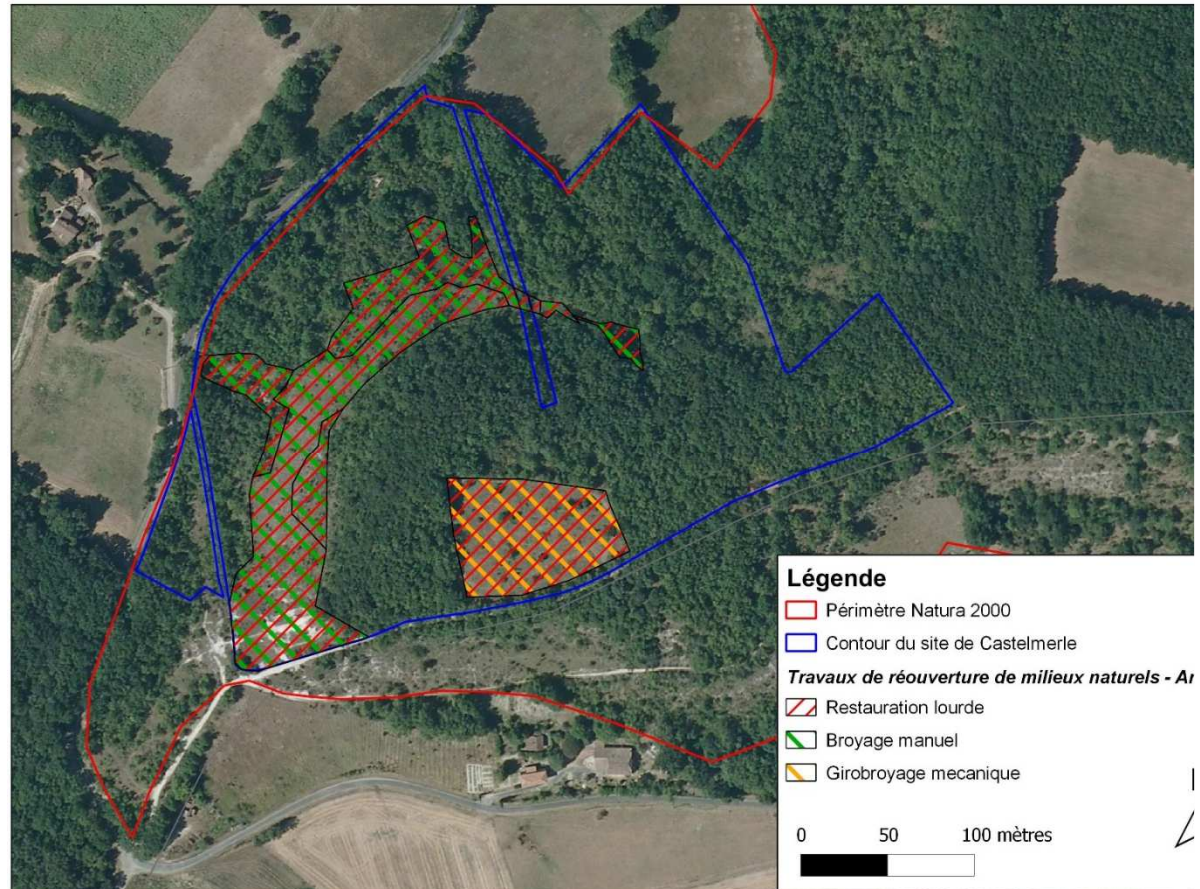 Légende
Périmètre Natura 2000
Contour du site de Castelmerle
Travaux de réouverture de milieux naturels -
Restauration lourde
Broyage manuel
Girobroyage mecanique
0 50 100 mètres